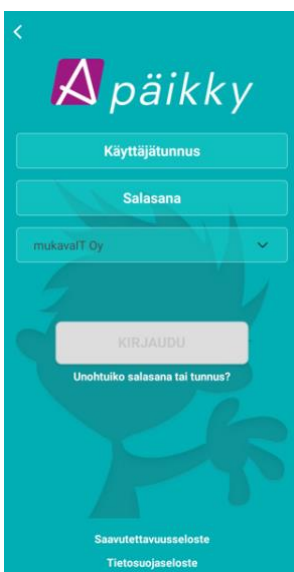 päikky
Käyttäjätunnus
Salasana
mukavaIT Oy
KIRJAUDU
Unohtuiko salasana tai tunnus?
Saavutettavuusseloste
Tietosuojaseloste